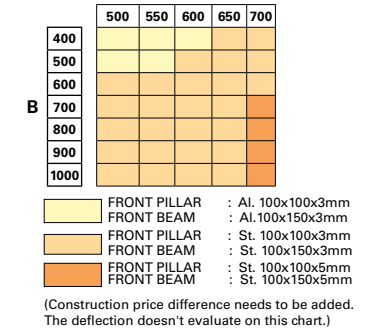 500 550 600 650 700
400
500
600
B 700
800
900
1000
FRONT PILLAR : Al. 100x100x3mm
FRONT BEAM : Al.100x150x3mm
FRONT PILLAR : St. 100x100x3mm
FRONT BEAM : St. 100x150x3mm
FRONT PILLAR : St. 100x100x5mm
FRONT BEAM : St. 100x150x5mm
(Construction price difference needs to be added.
The deflection doesn't evaluate on this chart.)